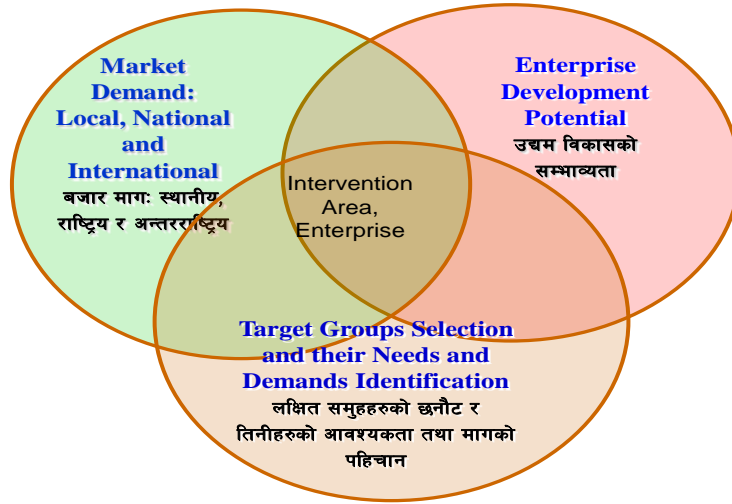 Market
Demand:
Local, National
and
International
बजार मागः स्थानीय,
राष्ट्रिय र अन्तरराष्ट्रिय
Enterprise
Development
Potential
उद्यम विकासको
सम्भाव्यता
Intervention
Area,
Enterprise
Target Groups Selection
and their Needs and
Demands Identification
लक्षित समुहहरुको छनौट र
तिनीहरुको आवश्यकता तथा मागको
पहिचान